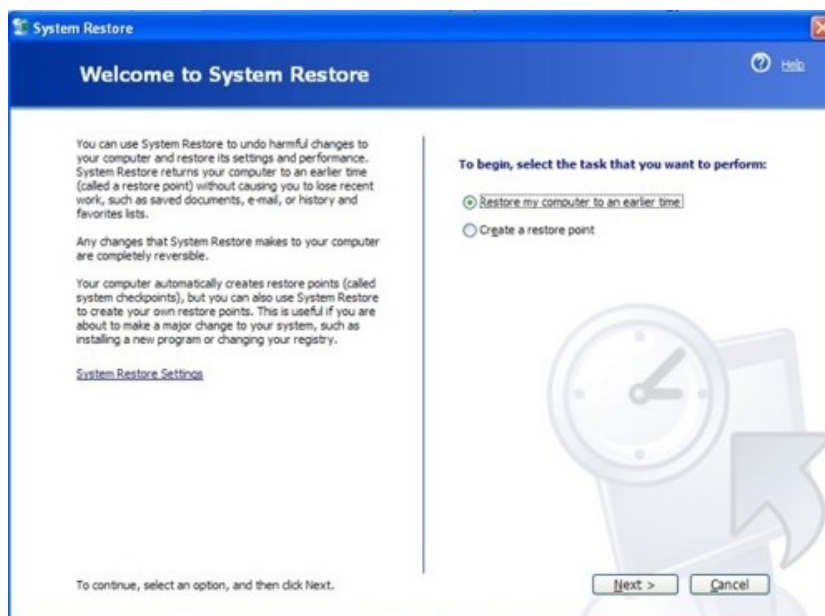 System Restore
Welcome to System Restore
Help
You can use System Restore to undo harmful changes to
your computer and restore its settings and performance.
System Restore returns your computer to an earlier time
(called a restore point) without causing you to lose recent
work, such as saved documents, e-mail, or history and
favorites lists.
Any changes that System Restore makes to your computer
are completely reversible.
Your computer automatically creates restore points (called
system checkpoints), but you can also use System Restore
to create your own restore points. This is useful if you are
about to make a major change to your system, such as
installing a new program or changing your registry.
System Restore Settings
To begin, select the task that you want to perform:
Restore my computer to an earlier time
Create a restore point
To continue, select an option, and then click Next.
Next >
Cancel